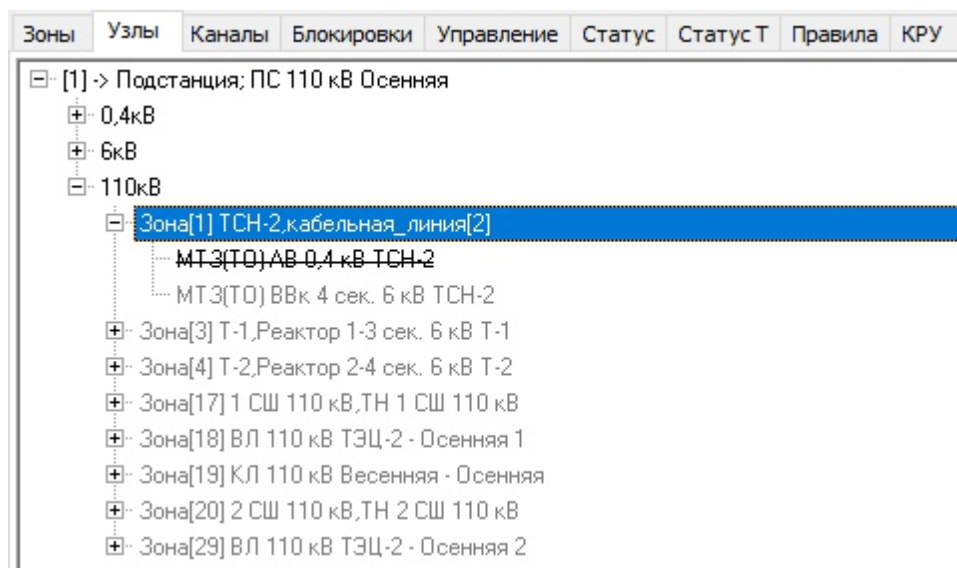 Зоны Узлы Каналы Блокировки Управление Статус Статус Т Правила КРУ
[1] -> Подстанция; ПС 110 кВ Осенняя
0,4кВ
6кВ
110кВ
Зона[1] ТСН-2,кабельная_линия[2]
МТЗ(ТО) АВ 0,4 кВ ТСН-2
МТЗ(ТО) ВВк 4 сек. 6 кВ ТСН-2
Зона[3] Т-1,Реактор 1-3 сек. 6 кВ Т-1
Зона[4] Т-2,Реактор 2-4 сек. 6 кВ Т-2
Зона[17] 1 СШ 110 кВ,ТН 1 СШ 110 кВ
Зона[18] ВЛ 110 кВ ТЭЦ-2 - Осенняя 1
Зона[19] КЛ 110 кВ Весенняя - Осенняя
Зона[20] 2 СШ 110 кВ,ТН 2 СШ 110 кВ
Зона[29] ВЛ 110 кВ ТЭЦ-2 - Осенняя 2